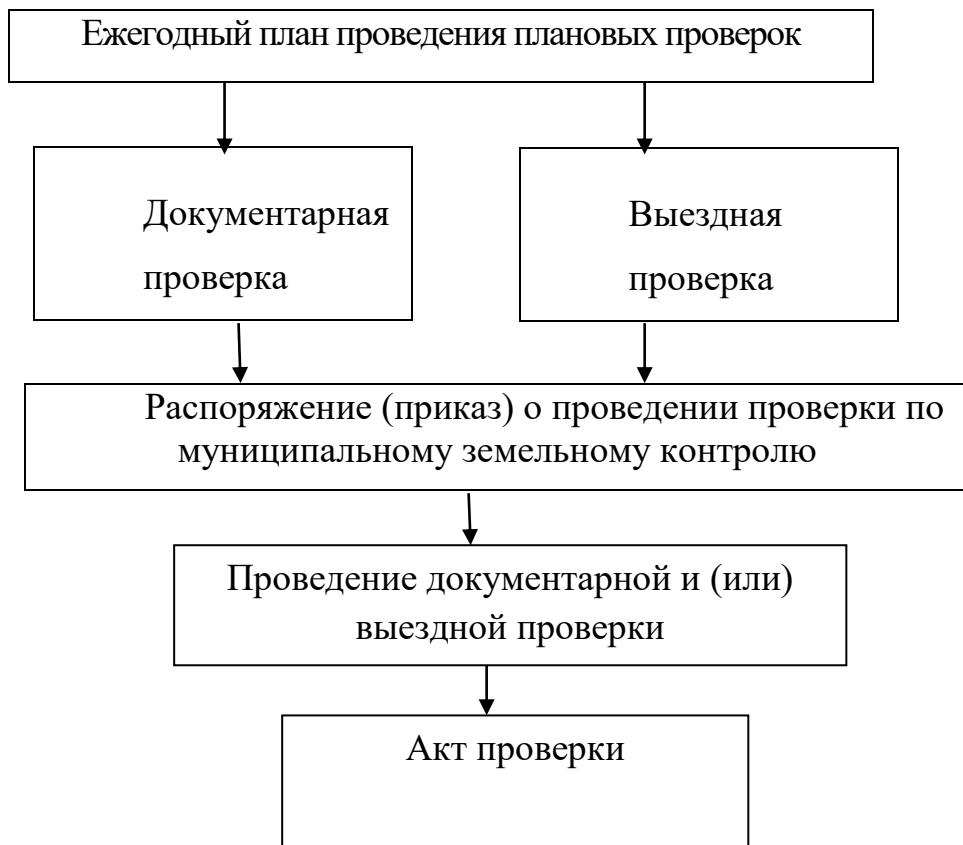 Ежегодный план проведения плановых проверок
Документарная
проверка
Выездная
проверка
Распоряжение (приказ) о проведении проверки по
муниципальному земельному контролю
Проведение документарной и (или)
выездной проверки
Акт проверки